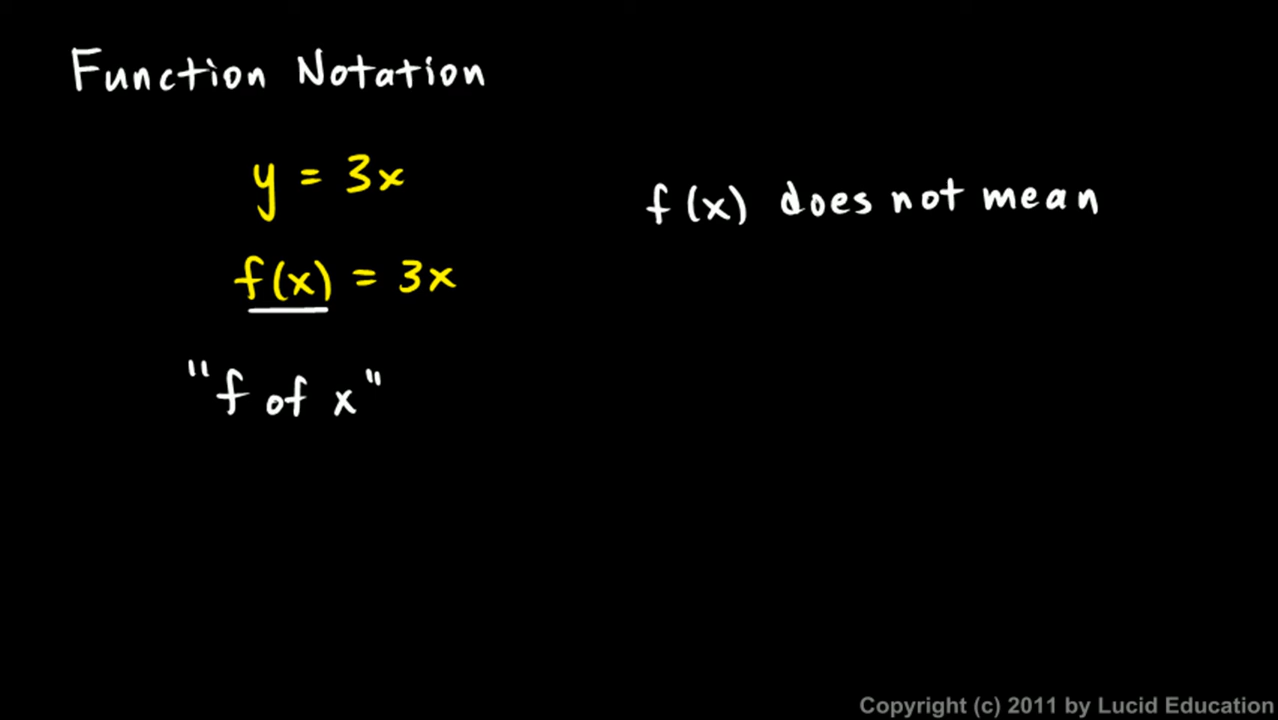 Function Notation
y = 3x
f(x) = 3x
"f of x"
f(x) does not mean
Copyright (c) 2011 by Lucid Education